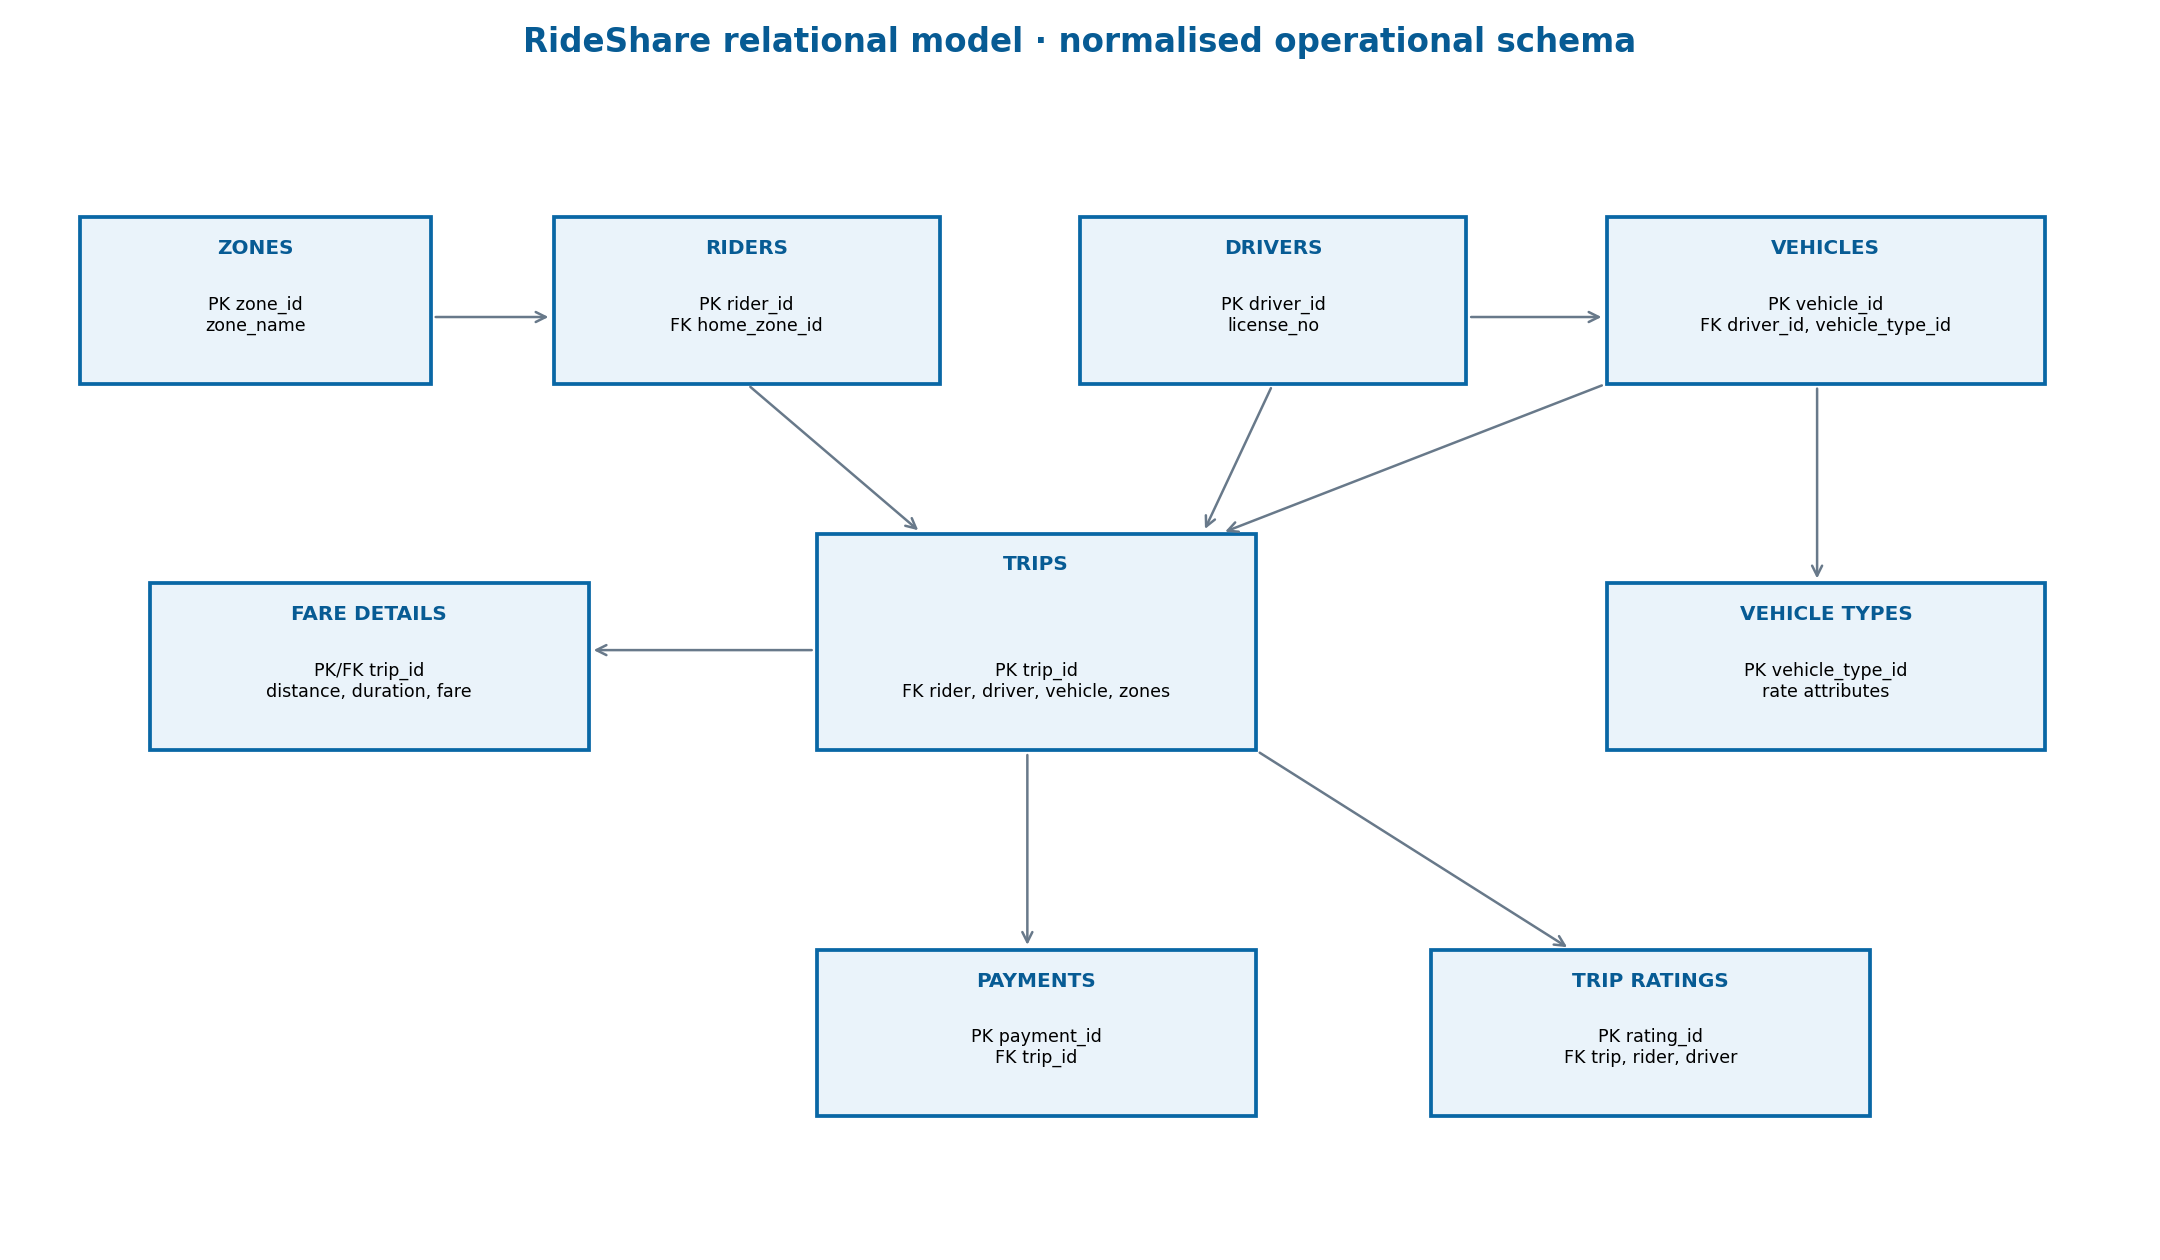 RideShare relational model · normalised operational schema
ZONES
PK zone_id
zone_name
RIDERS
PK rider_id
FK home_zone_id
DRIVERS
PK driver_id
license_no
VEHICLES
PK vehicle_id
FK driver_id, vehicle_type_id
FARE DETAILS
PK/FK trip_id
distance, duration, fare
TRIPS
PK trip_id
FK rider, driver, vehicle, zones
VEHICLE TYPES
PK vehicle_type_id
rate attributes
PAYMENTS
PK payment_id
FK trip_id
TRIP RATINGS
PK rating_id
FK trip, rider, driver